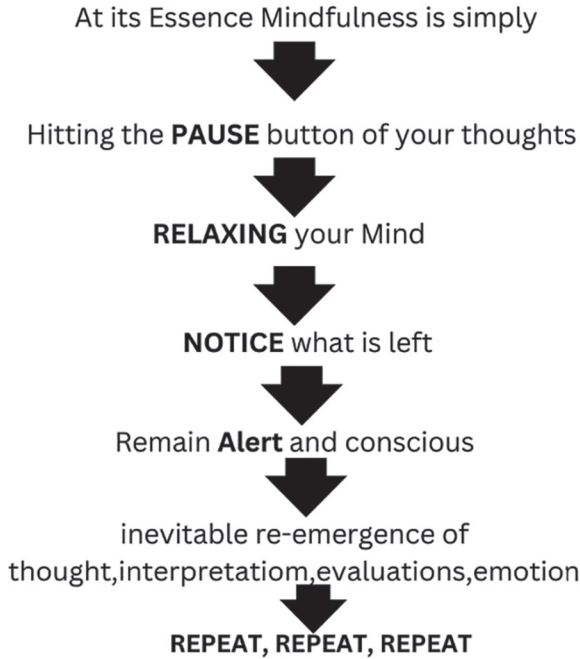 At its Essence Mindfulness is simply
Hitting the PAUSE button of your thoughts
RELAXING your Mind
NOTICE what is left
Remain Alert and conscious
inevitable re-emergence of
thought,interpretatiom,evaluations,emotion
REPEAT, REPEAT, REPEAT